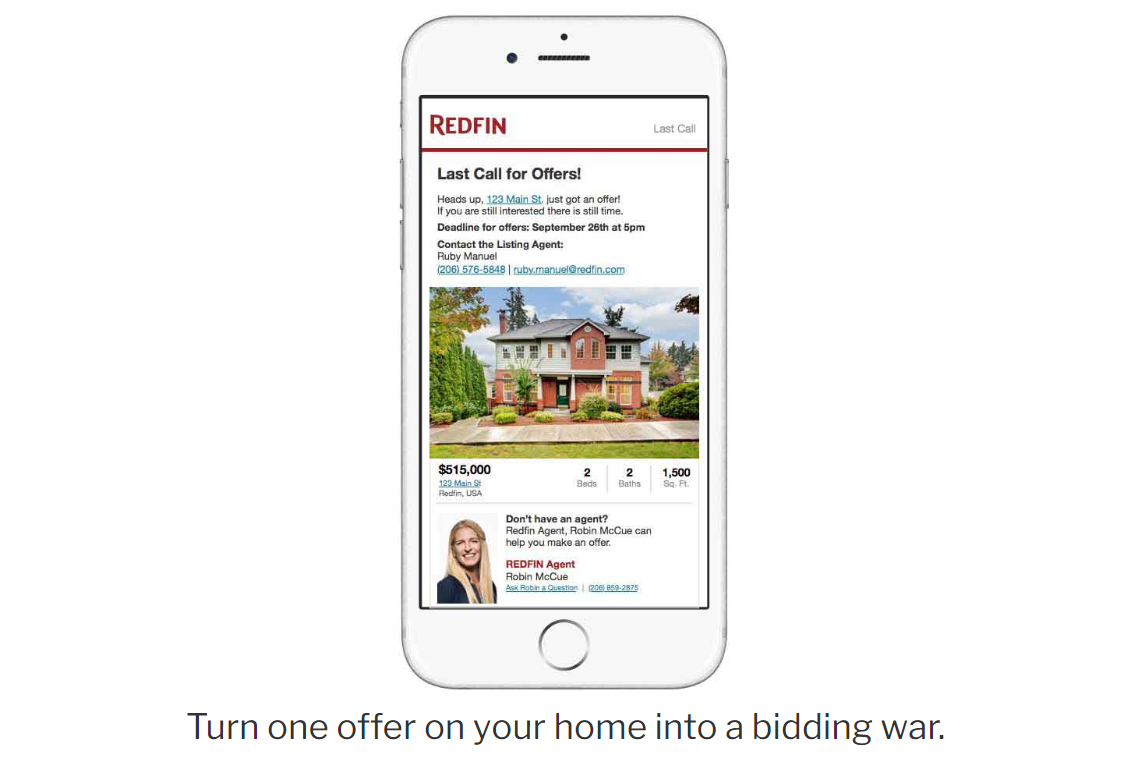 REDFIN
Last Call
Last Call for Offers!
Heads up, 123 Main St. just got an offer!
If you are still interested there is still time.
Deadline for offers: September 26th at 5pm
Contact the Listing Agent:
Ruby Manuel
(206) 576-5848 | ruby.manuel@redfin.com
$515,000
123 Main St
Redfin, USA
2
Beds
2
Baths
1,500
Sq. Ft.
Don't have an agent?
Redfin Agent, Robin McCue can
help you make an offer.
REDFIN Agent
Robin McCue
Ask Robin a Question | (206) 859-2875
Turn one offer on your home into a bidding war.